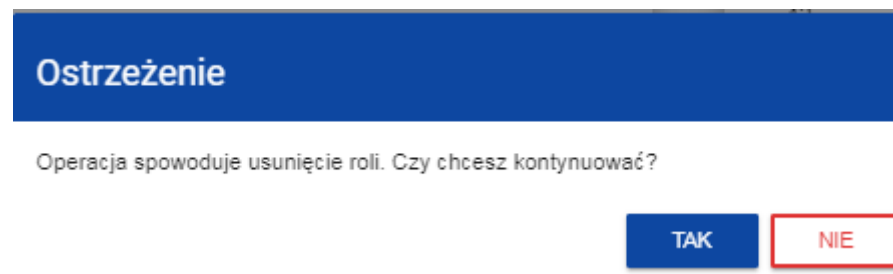 Ostrzeżenie
Operacja spowoduje usunięcie roli. Czy chcesz kontynuować?
TAK NIE